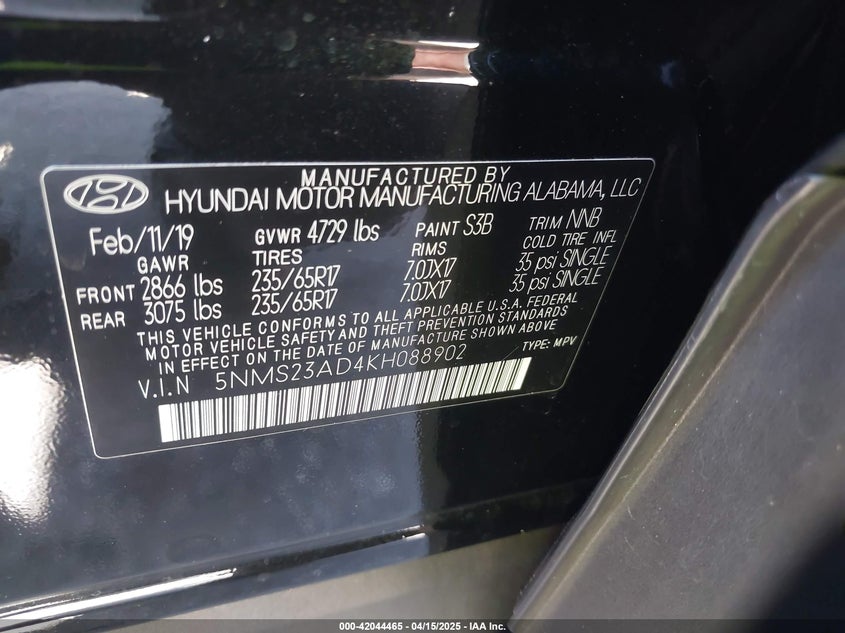 MANUFACTURED BY
HYUNDAI MOTOR MANUFACTURING ALABAMA, LLC
Feb/11/19 GVWR 4729 lbs PAINT S3B TRIM NNB
GAWR TIRES RIMS COLD TIRE INFL
FRONT 2866 lbs 235/65R17 7.0JX17 35 psi SINGLE
REAR 3075 lbs 235/65R17 7.0JX17 35 psi SINGLE
THIS VEHICLE CONFORMS TO ALL APPLICABLE U.S.A. FEDERAL
MOTOR VEHICLE SAFETY AND THEFT PREVENTION STANDARDS
IN EFFECT ON THE DATE OF MANUFACTURE SHOWN ABOVE
V.I.N 5NMS23AD4KH088902 TYPE: MPV
000-42044465 - 04/15/2025 - IAA Inc.